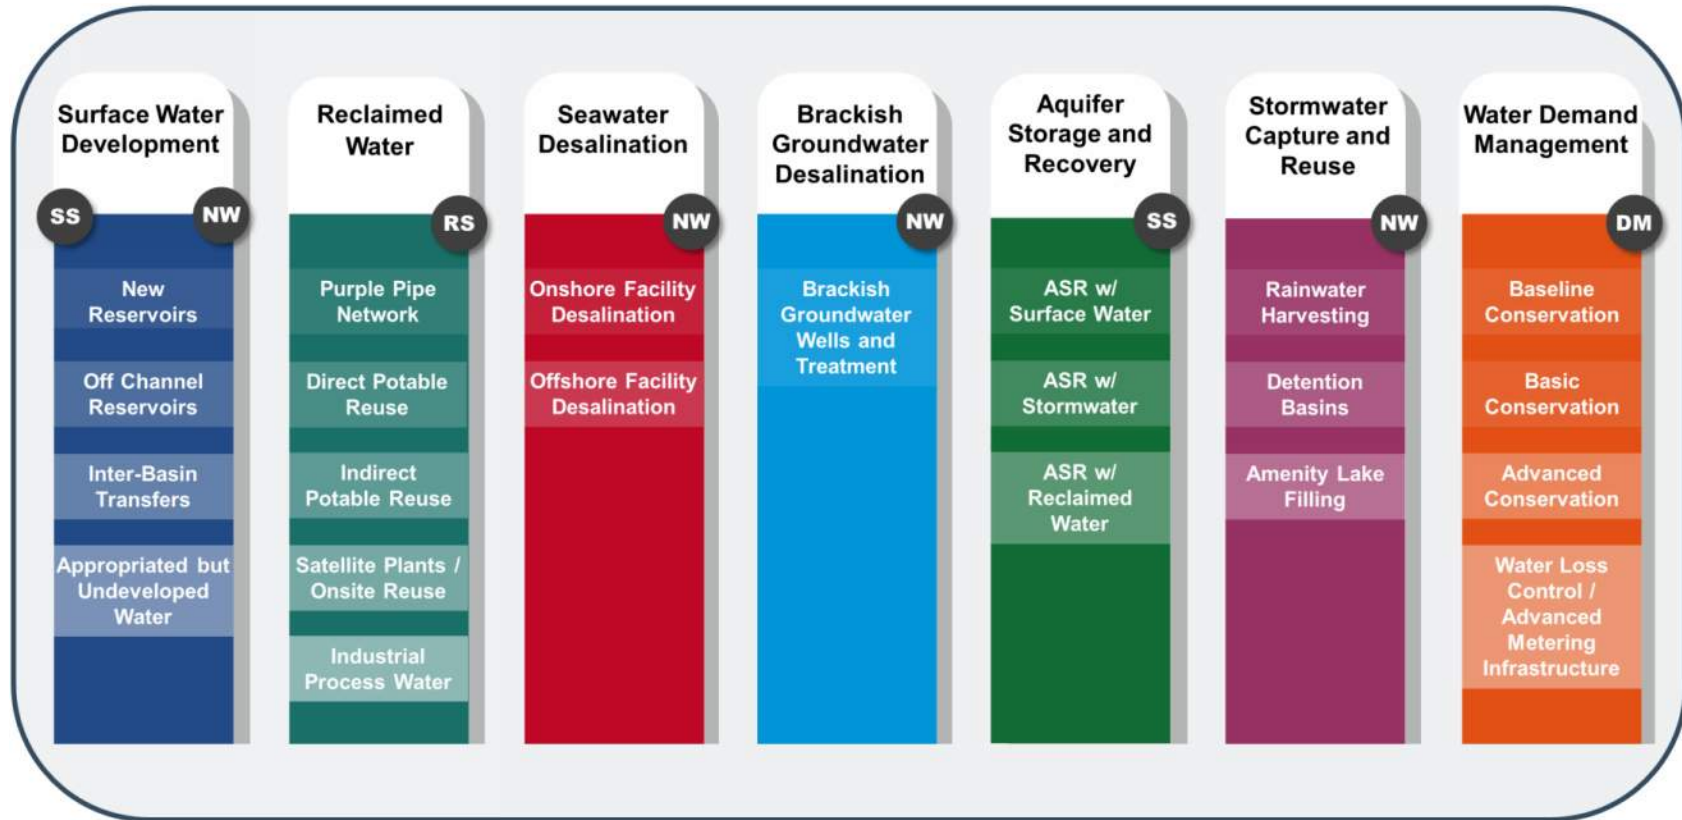 Surface Water
Development
SS
NW
New
Reservoirs
Off Channel
Reservoirs
Inter-Basin
Transfers
Appropriated but
Undeveloped
Water
Reclaimed
Water
RS
Purple Pipe
Network
Direct Potable
Reuse
Indirect
Potable Reuse
Satellite Plants /
Onsite Reuse
Industrial
Process Water
Seawater
Desalination
NW
Onshore Facility
Desalination
Offshore Facility
Desalination
Brackish
Groundwater
Desalination
NW
Brackish
Groundwater
Wells and
Treatment
Aquifer
Storage and
Recovery
SS
ASR w/
Surface Water
ASR w/
Stormwater
ASR w/
Reclaimed
Water
Stormwater
Capture and
Reuse
NW
Rainwater
Harvesting
Detention
Basins
Amenity Lake
Filling
Water Demand
Management
DM
Baseline
Conservation
Basic
Conservation
Advanced
Conservation
Water Loss
Control /
Advanced
Metering
Infrastructure